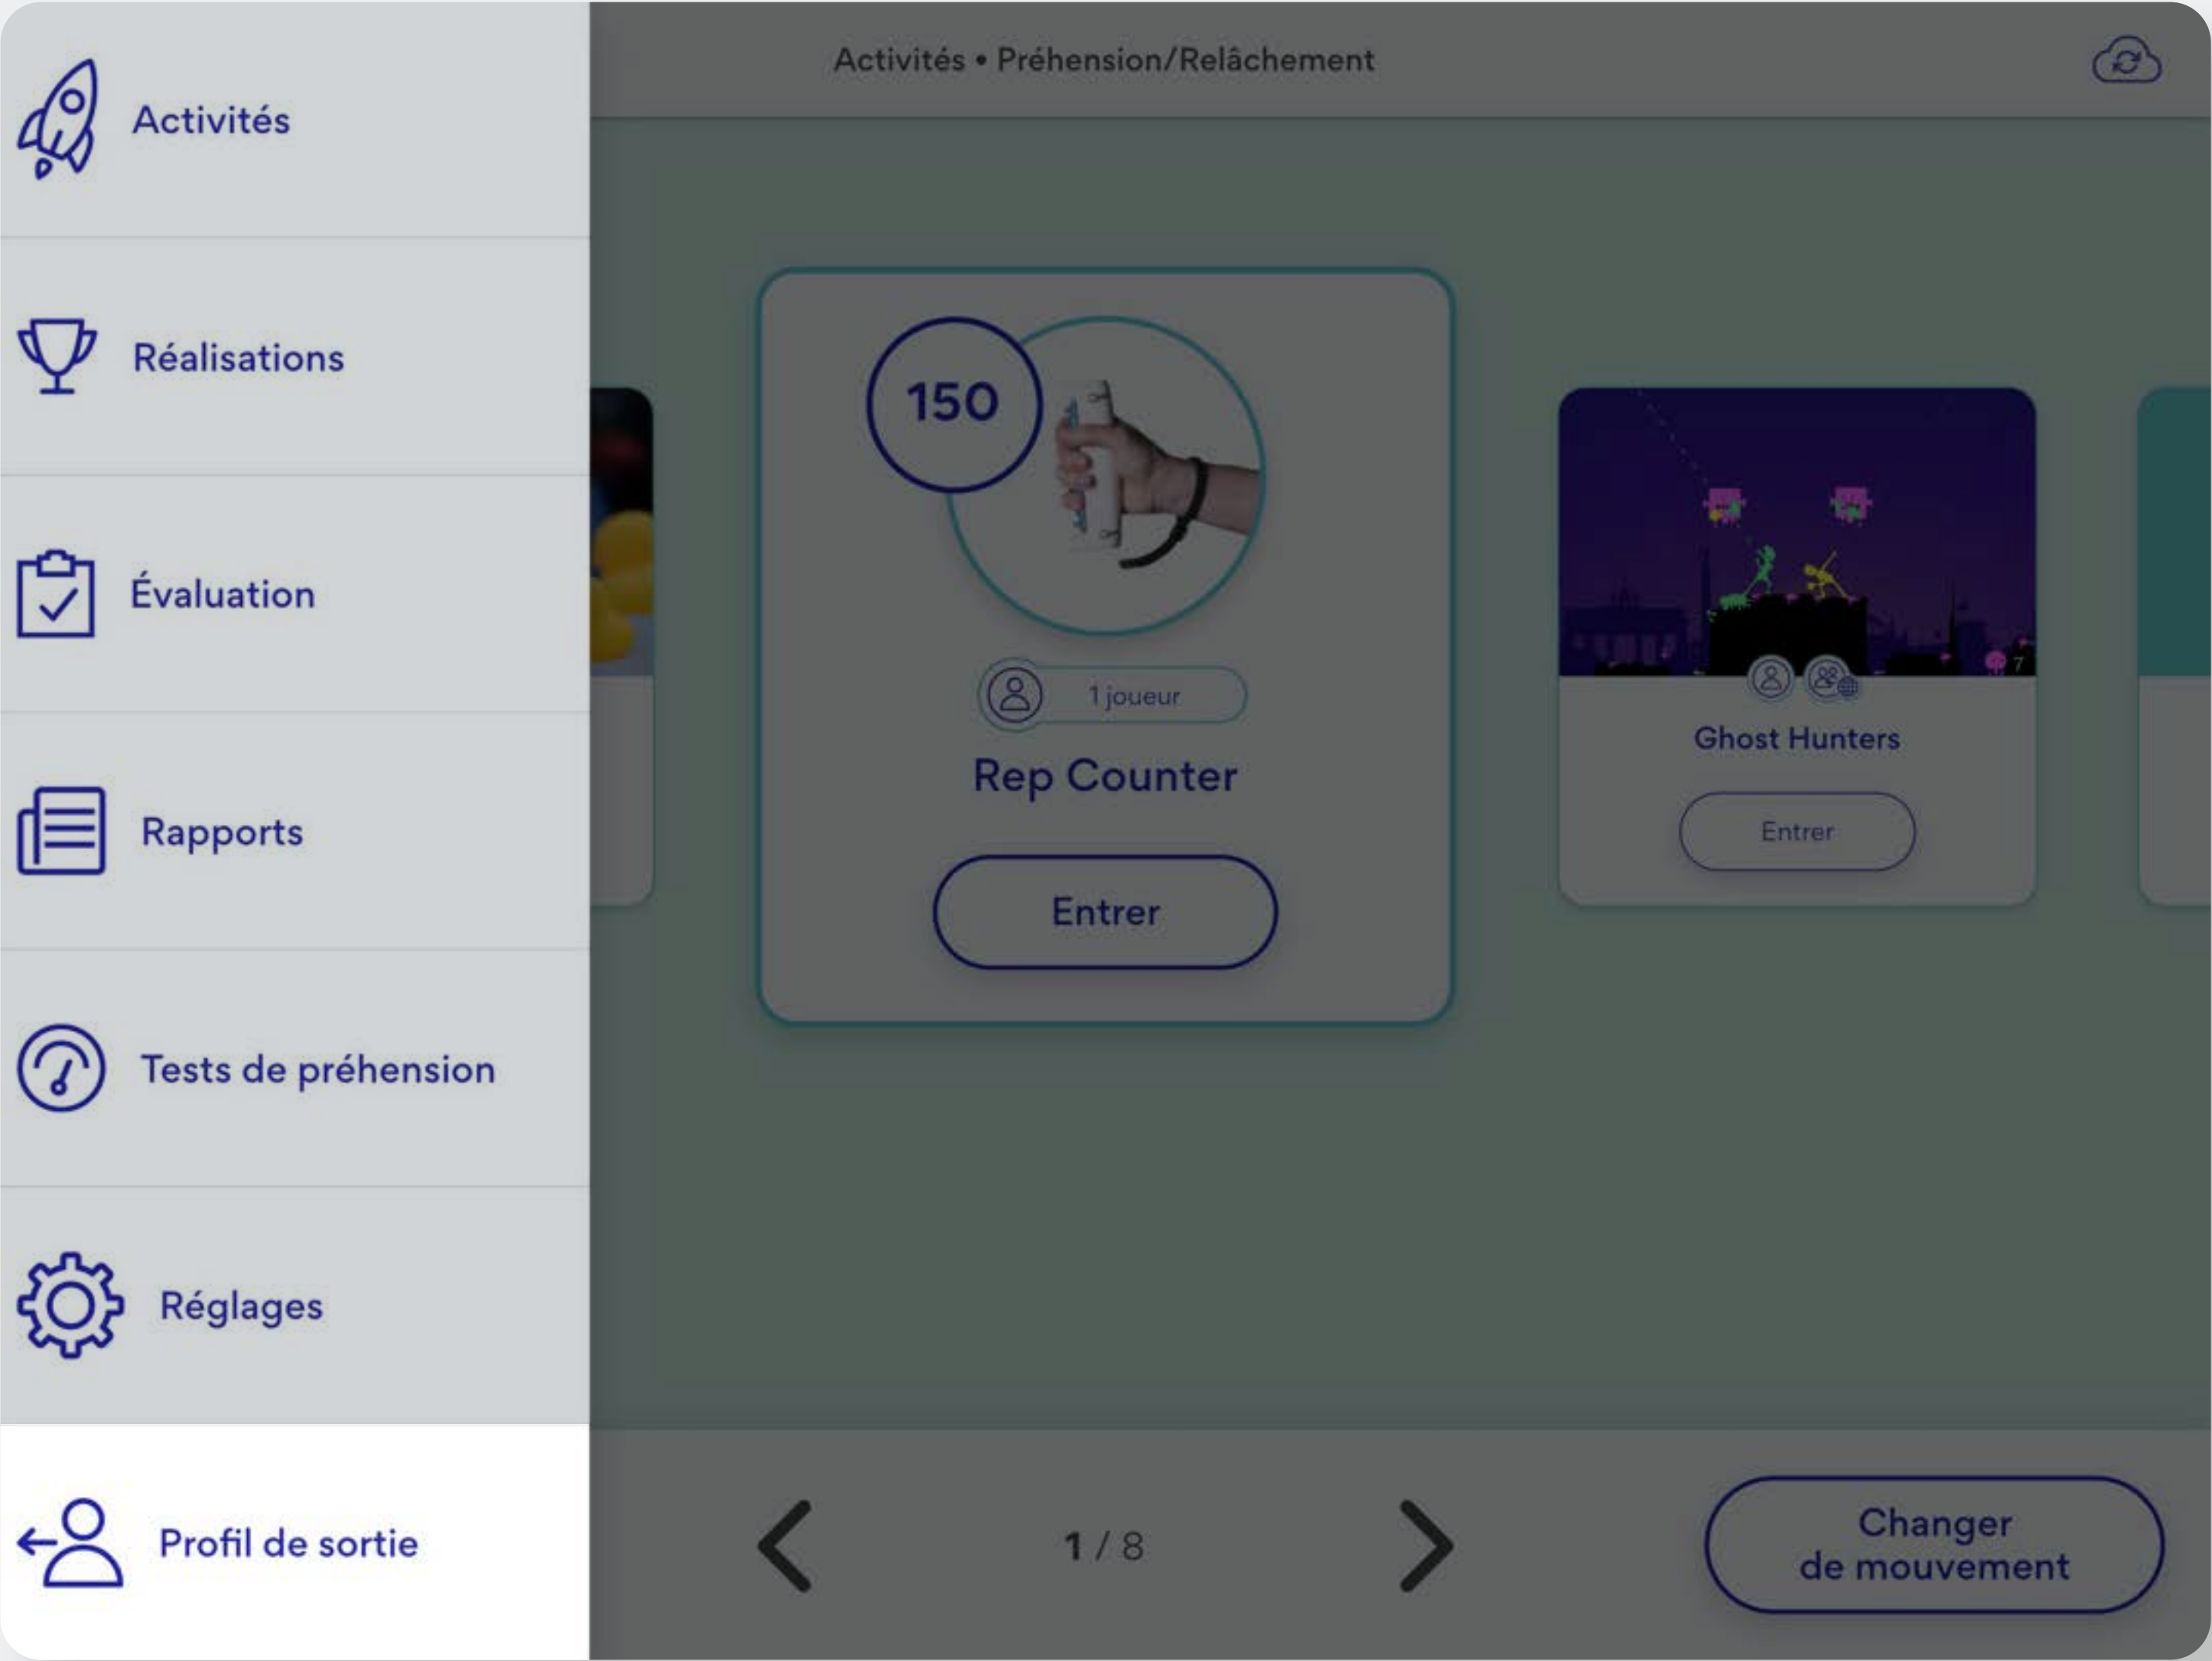 Activités
Réalisations
Évaluation
Rapports
Tests de préhension
Réglages
Profil de sortie
Activités • Préhension/Relâchement
150
1 joueur
Rep Counter
Entrer
7
Ghost Hunters
Entrer
1 / 8
Changer
de mouvement